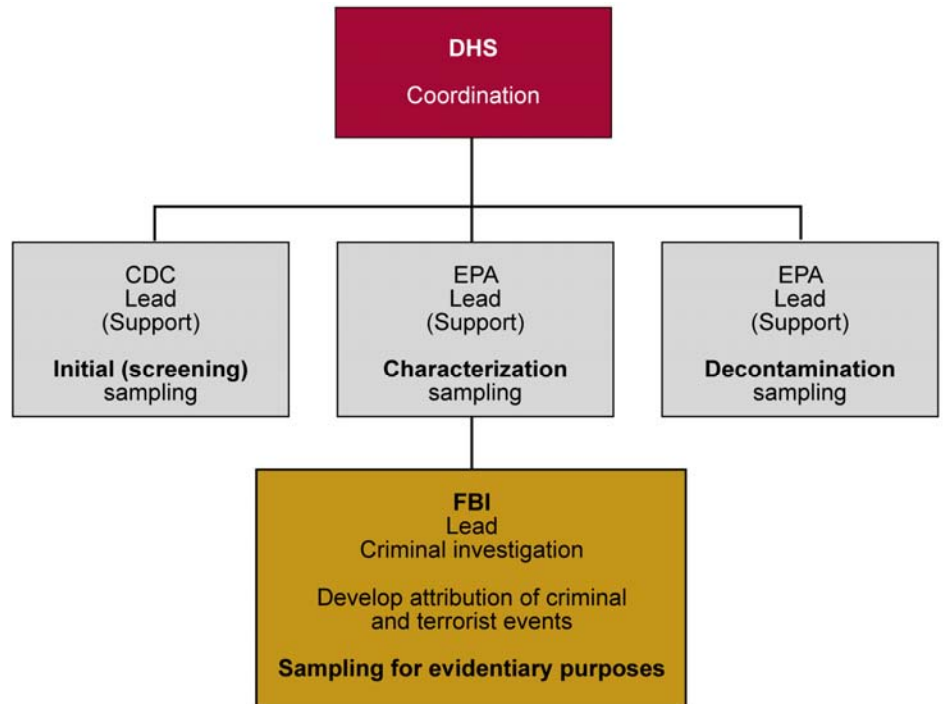 DHS
Coordination
CDC
Lead
(Support)
Initial (screening)
sampling
EPA
Lead
(Support)
Characterization
sampling
EPA
Lead
(Support)
Decontamination
sampling
FBI
Lead
Criminal investigation
Develop attribution of criminal
and terrorist events
Sampling for evidentiary purposes